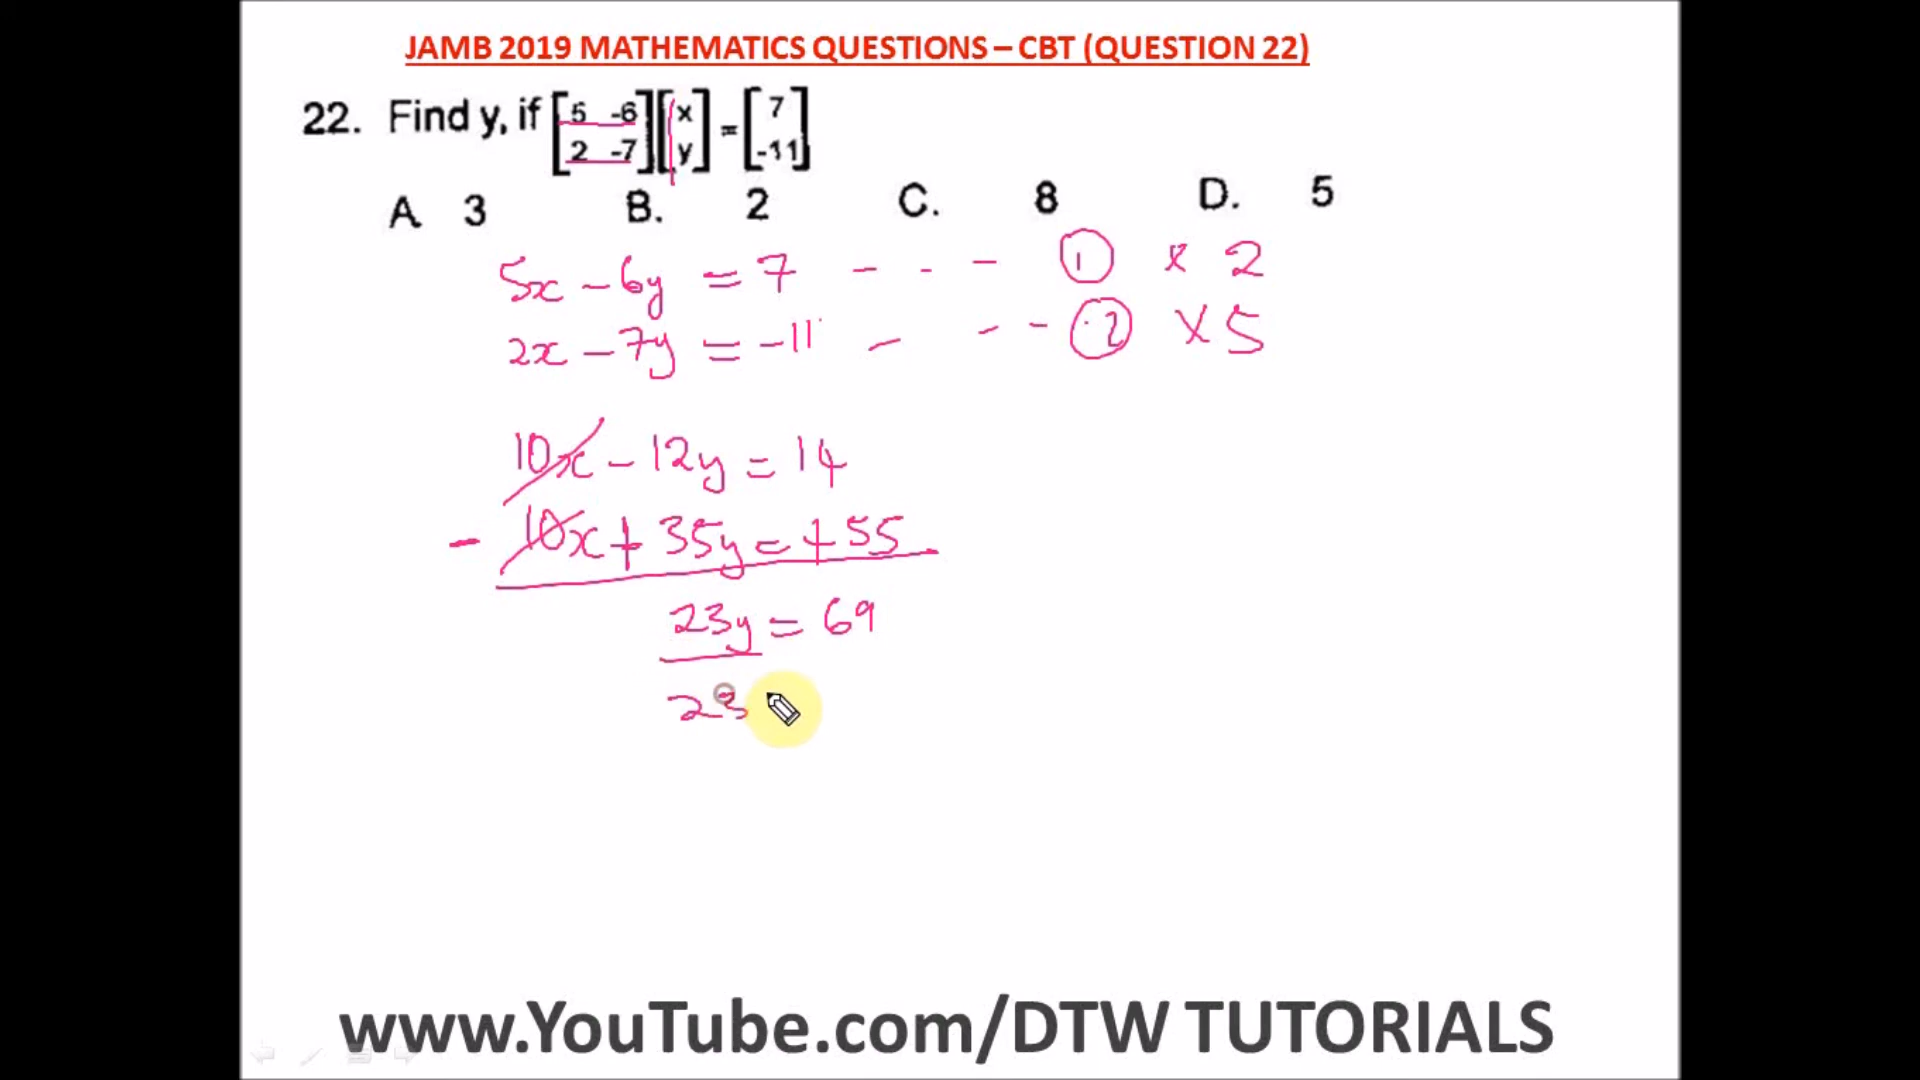 JAMB 2019 MATHEMATICS QUESTIONS – CBT (QUESTION 22)
22. Find y, if [5 -6 2 -7] [x y] = [7 -11]
A 3 B. 2 C. 8 D. 5
5x - 6y = 7 - - - ① × 2
2x - 7y = -11 - - - ② × 5
10x - 12y = 14
- 10x + 35y = +55
23y = 69
23
www.YouTube.com/DTW TUTORIALS